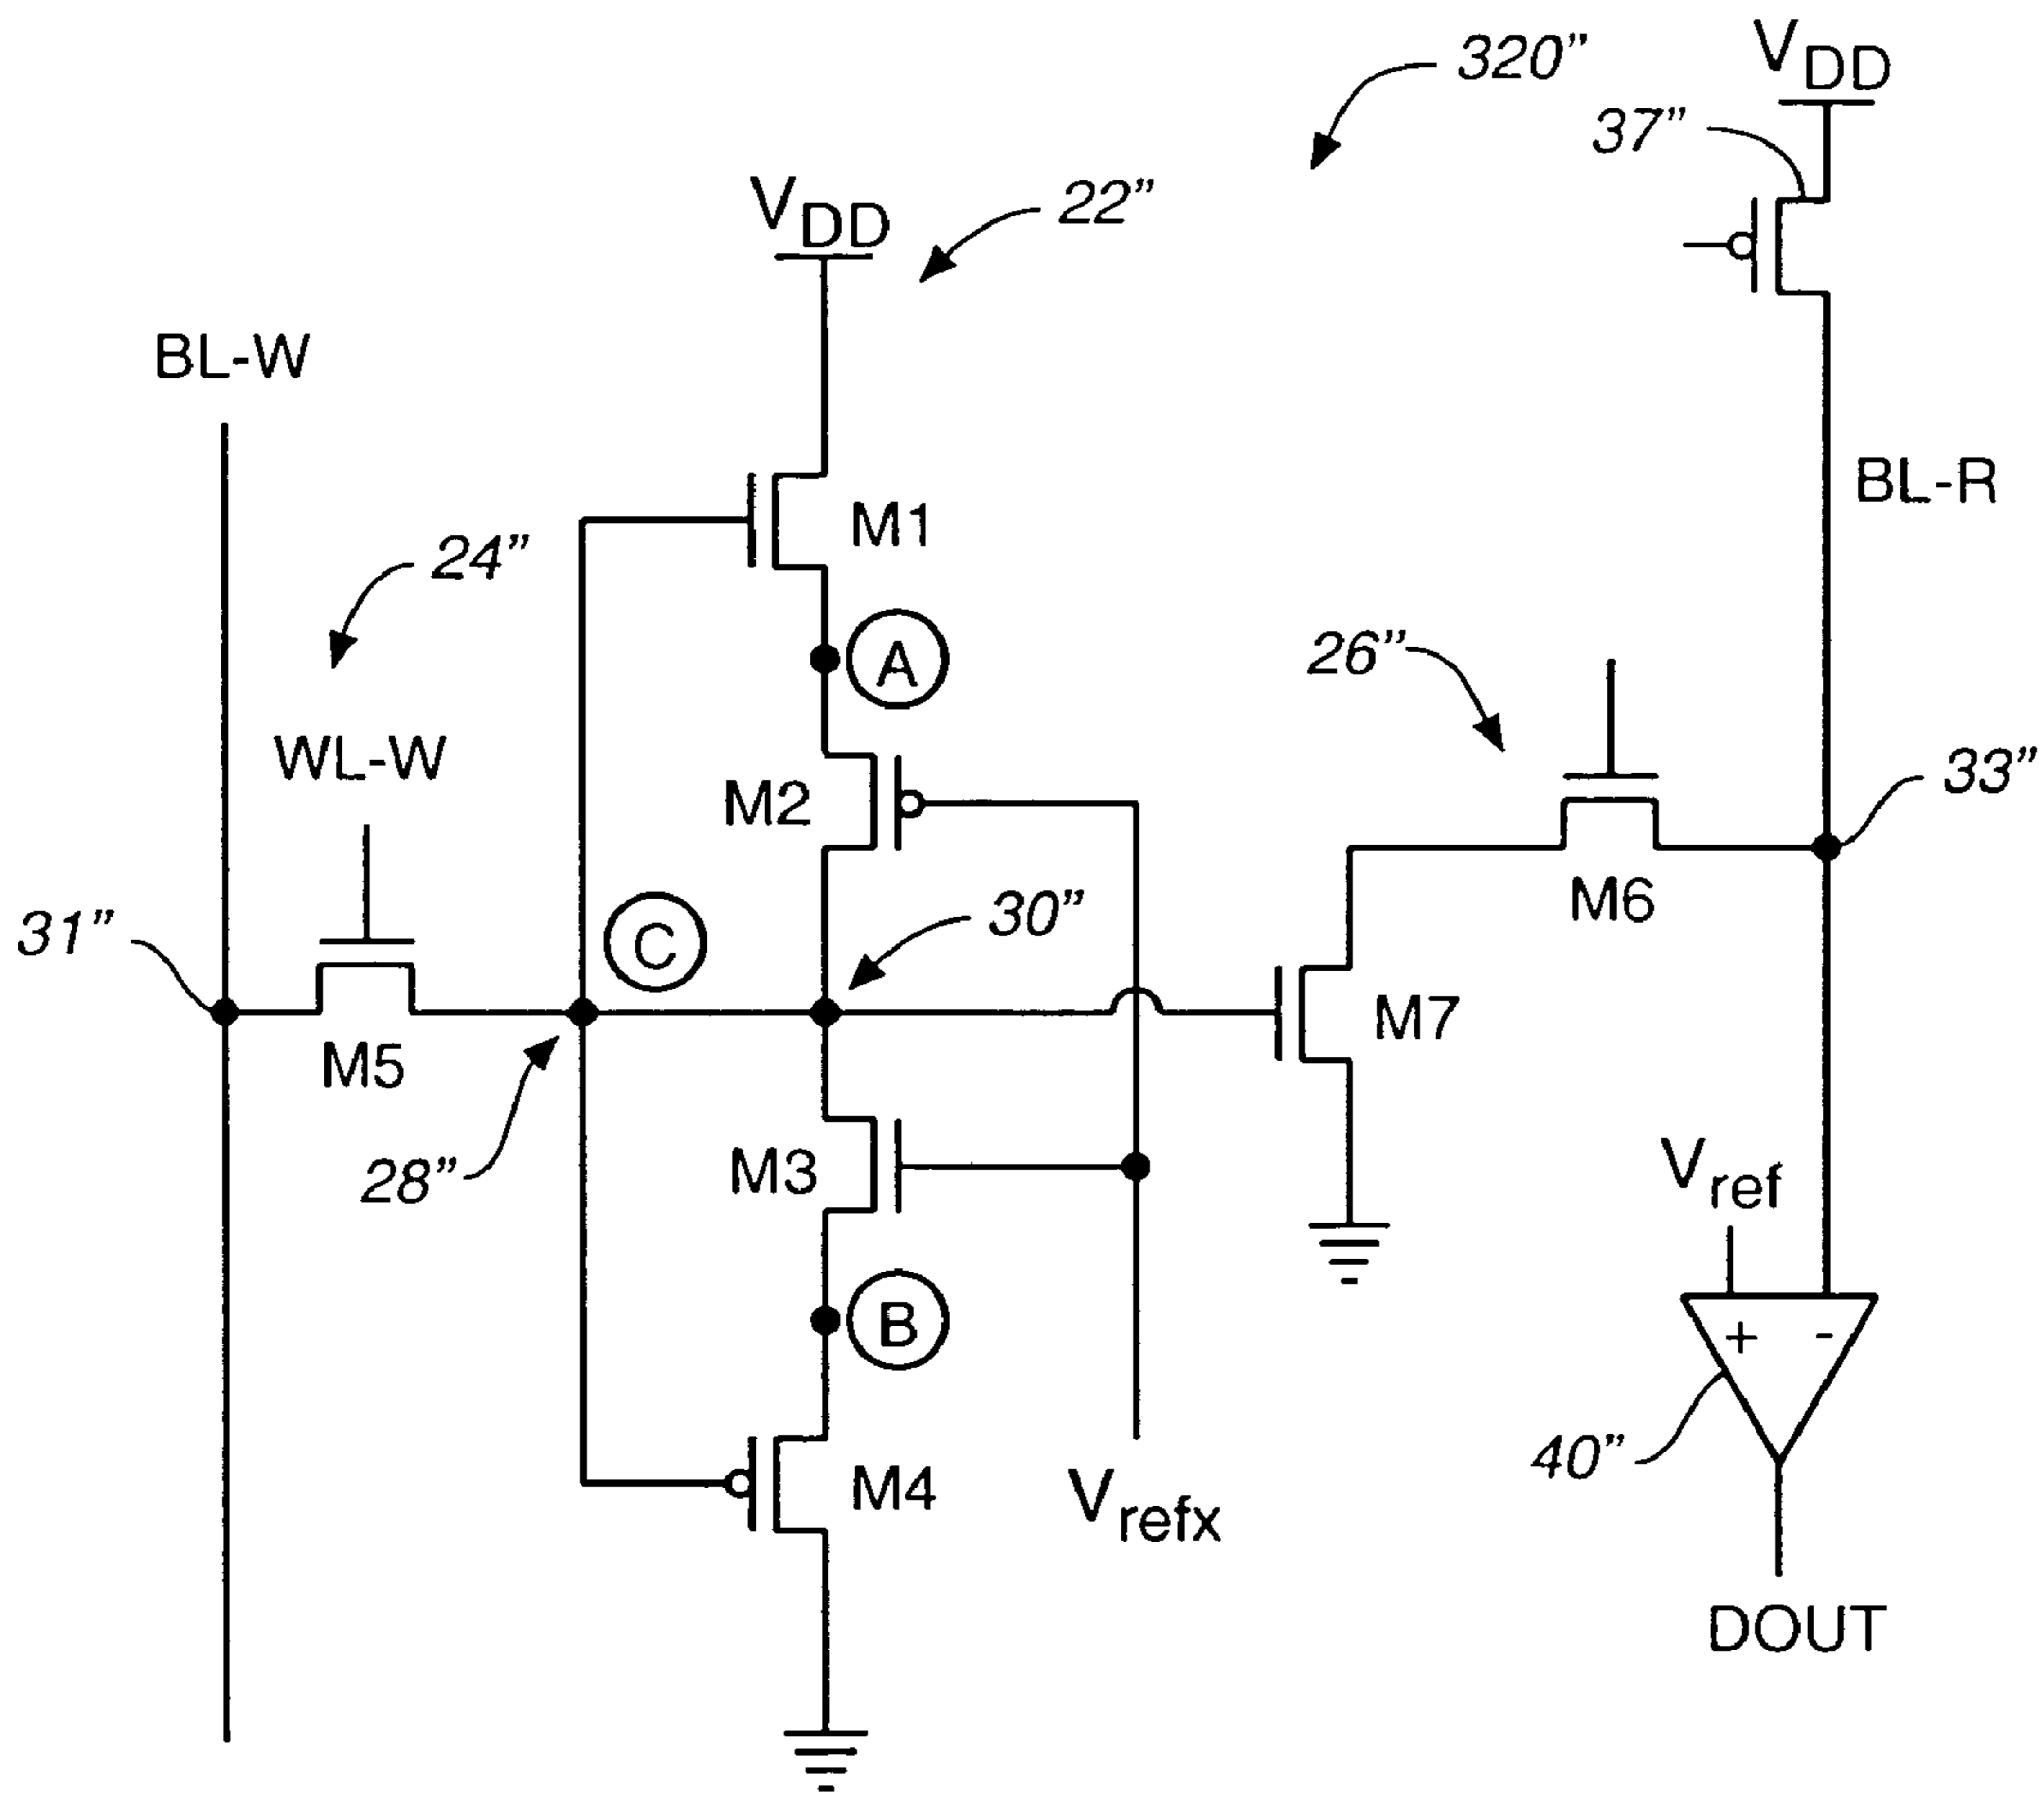 320”
VDD
37”
VDD
22”
BL-W
BL-R
M1
24”
A
26”
WL-W
M2
33”
M6
30”
31”
C
M7
M5
28”
M3
Vref
B
+ -
40”
M4
Vrefx
DOUT